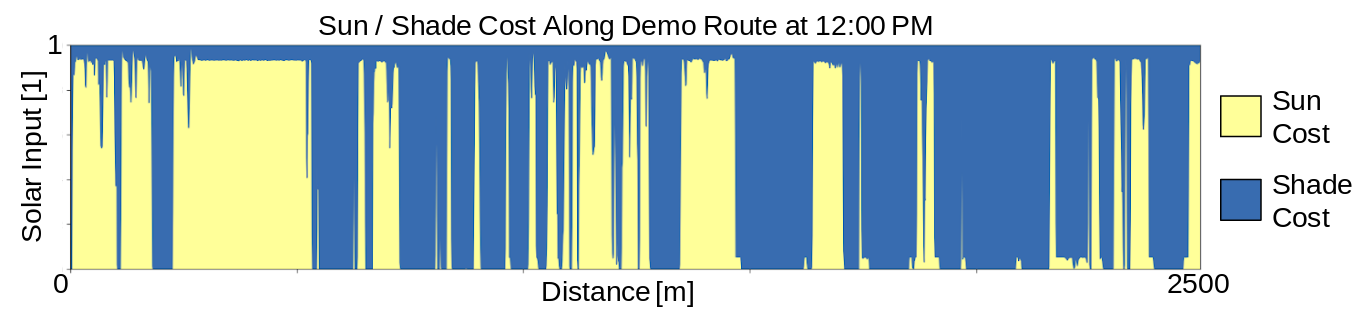 Sun / Shade Cost Along Demo Route at 12:00 PM
1
Solar Input [1]
Sun
Cost
Shade
Cost
0
Distance [m]
2500